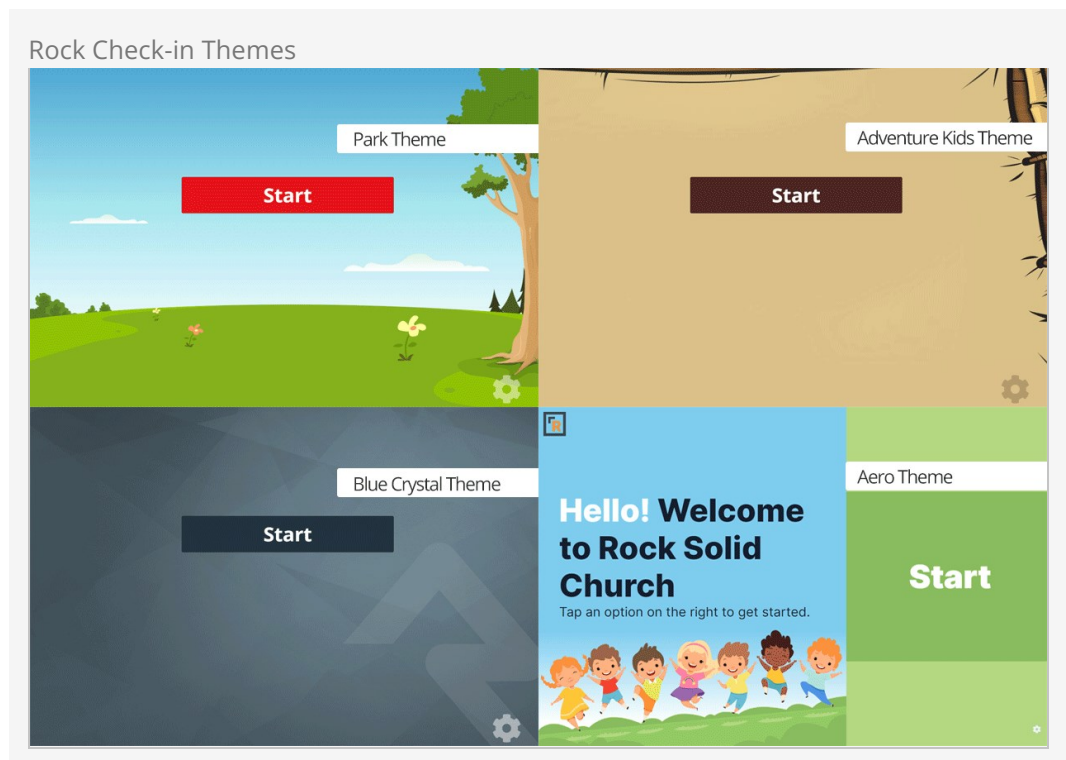 Rock Check-in Themes
Park Theme
Start
Adventure Kids Theme
Start
Blue Crystal Theme
Start
R
Hello! Welcome
to Rock Solid
Church
Tap an option on the right to get started.
Aero Theme
Start